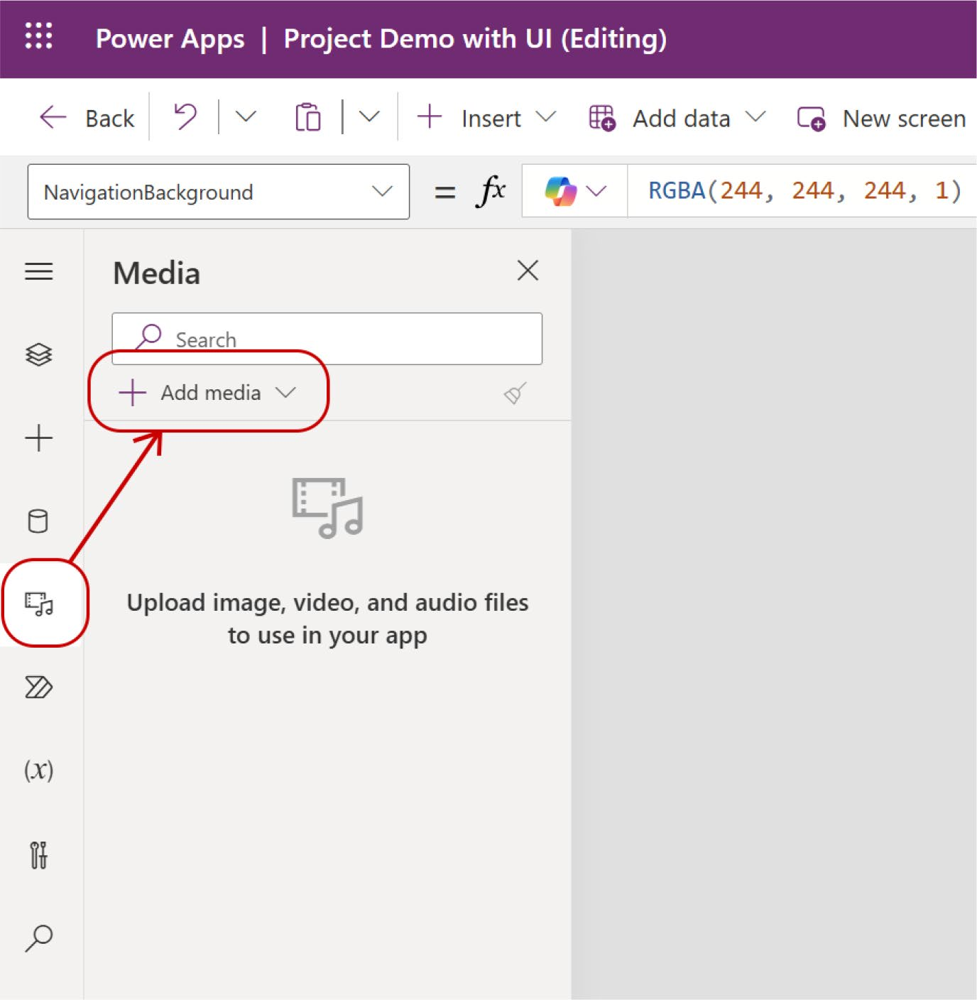 Power Apps | Project Demo with UI (Editing)
Back Insert Add data New screen
NavigationBackground = fx RGBA(244, 244, 244, 1)
Media
Search
Add media
Upload image, video, and audio files
to use in your app
(x)